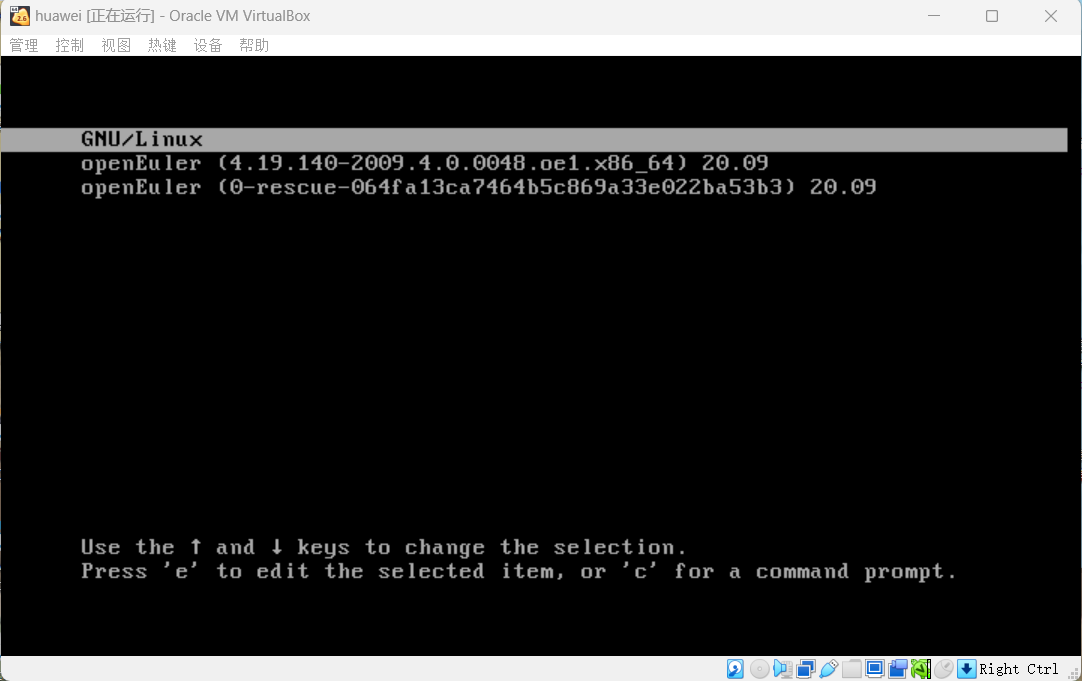 huawei [正在运行] - Oracle VM VirtualBox
管理 控制 视图 热键 设备 帮助
GNU/Linux
openEuler (4.19.140-2009.4.0.0048.oe1.x86_64) 20.09
openEuler (0-rescue-064fa13ca7464b5c869a33e022ba53b3) 20.09
Use the ↑ and ↓ keys to change the selection.
Press 'e' to edit the selected item, or 'c' for a command prompt.
Right Ctrl